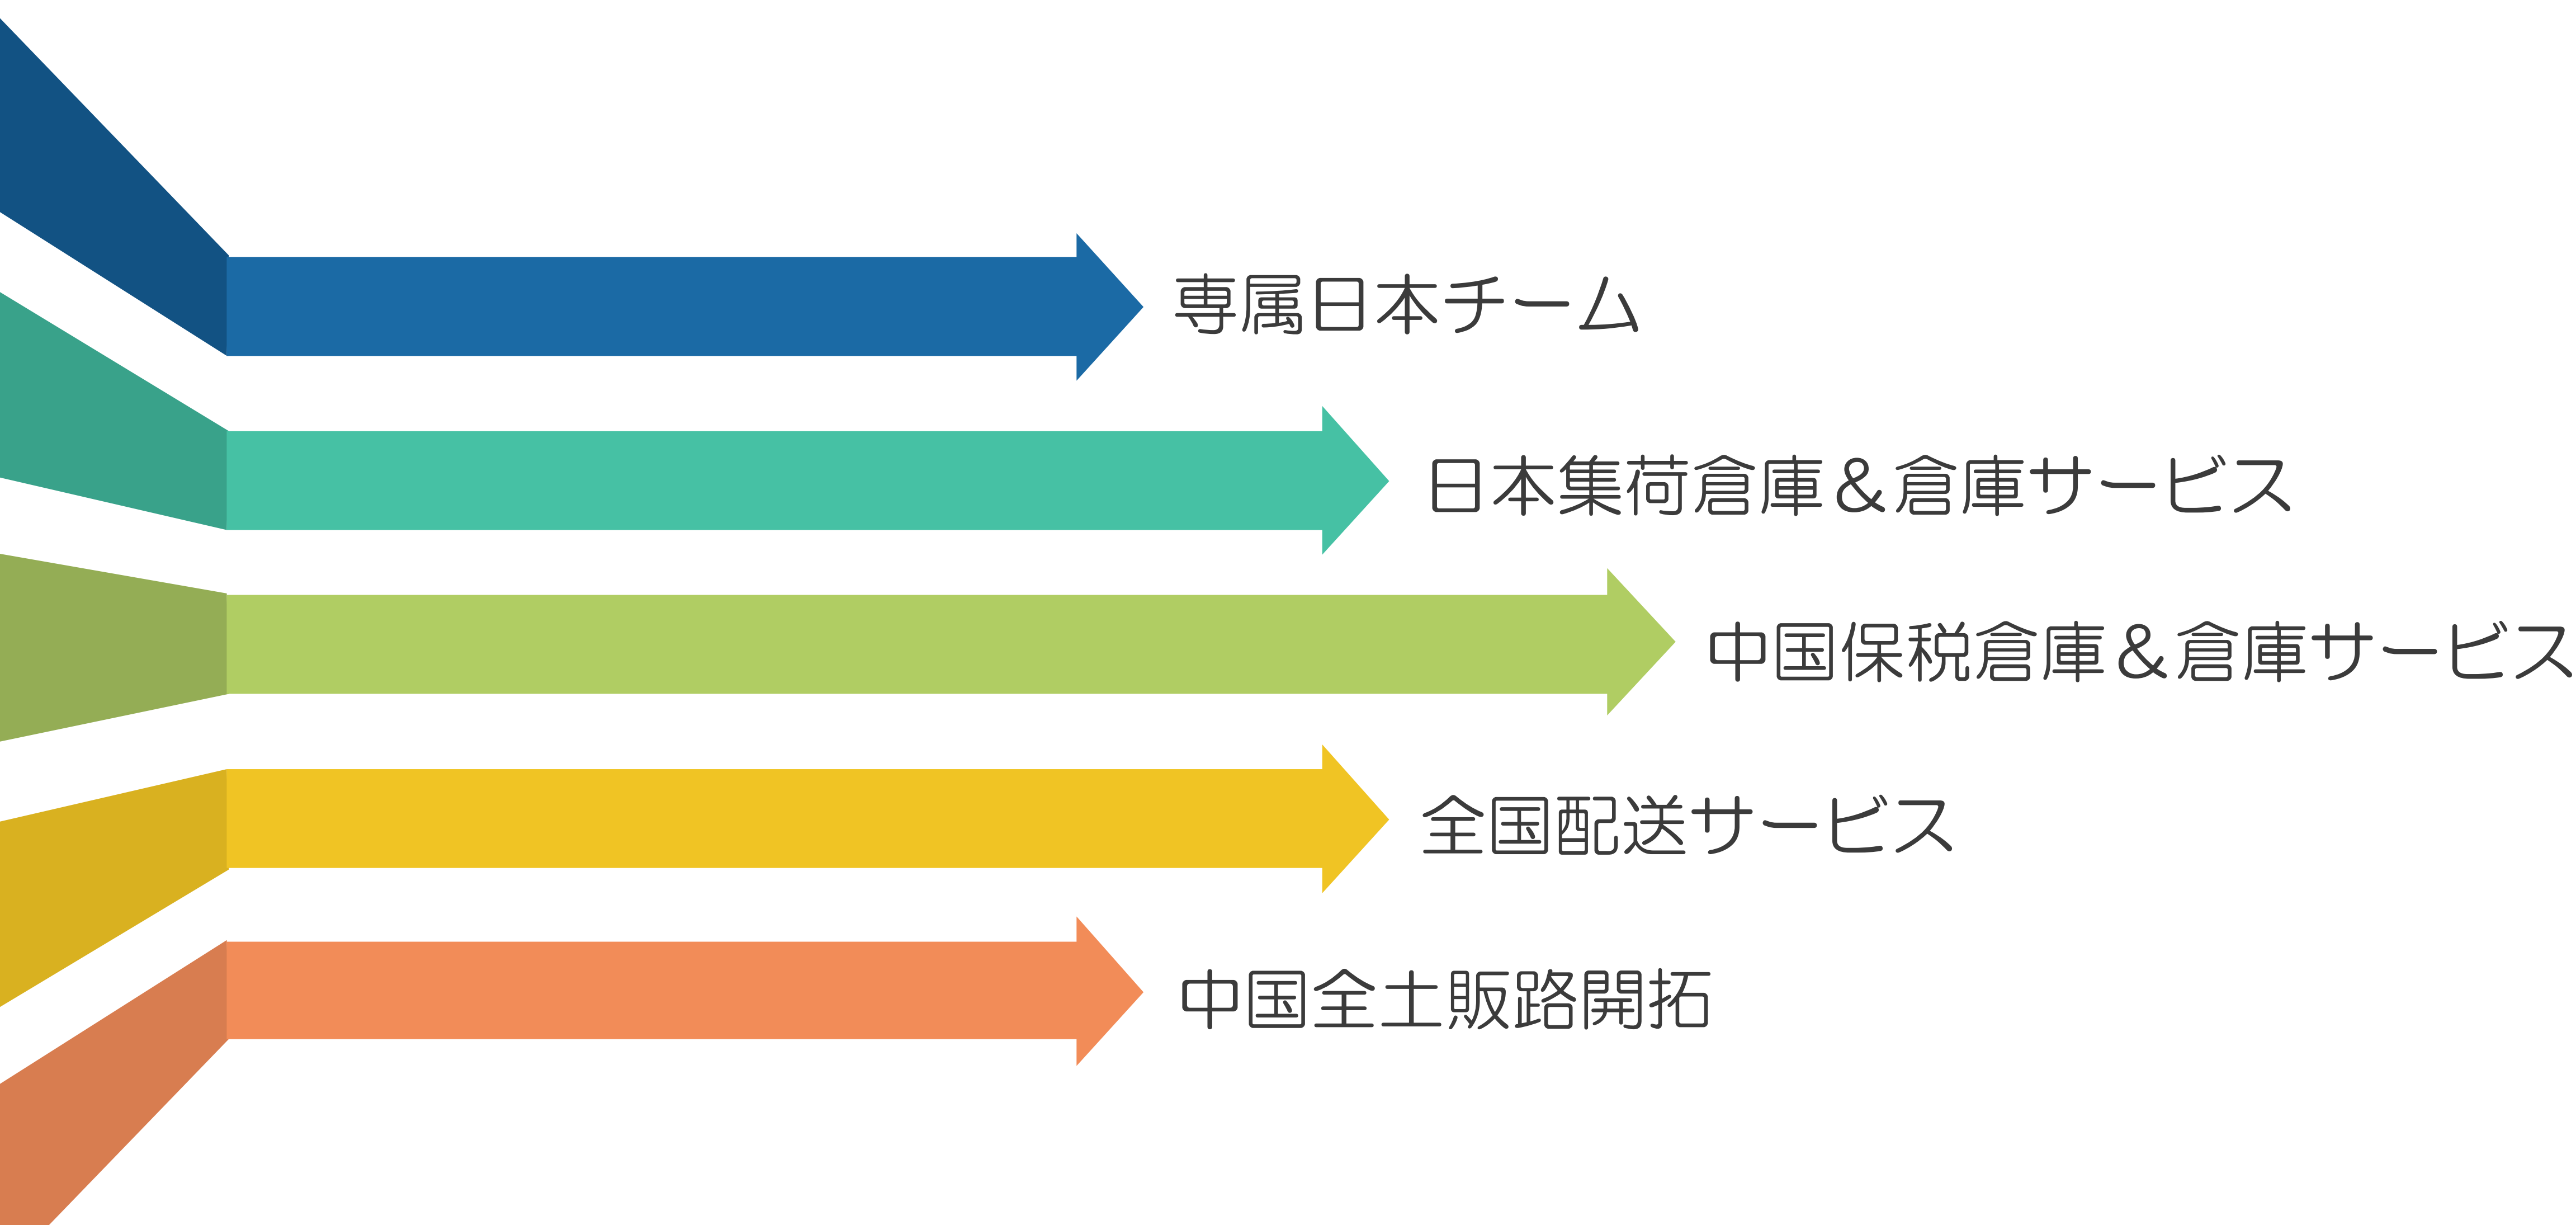 専属日本チーム
日本集荷倉庫＆倉庫サービス
中国保税倉庫＆倉庫サービス
全国配送サービス
中国全土販路開拓